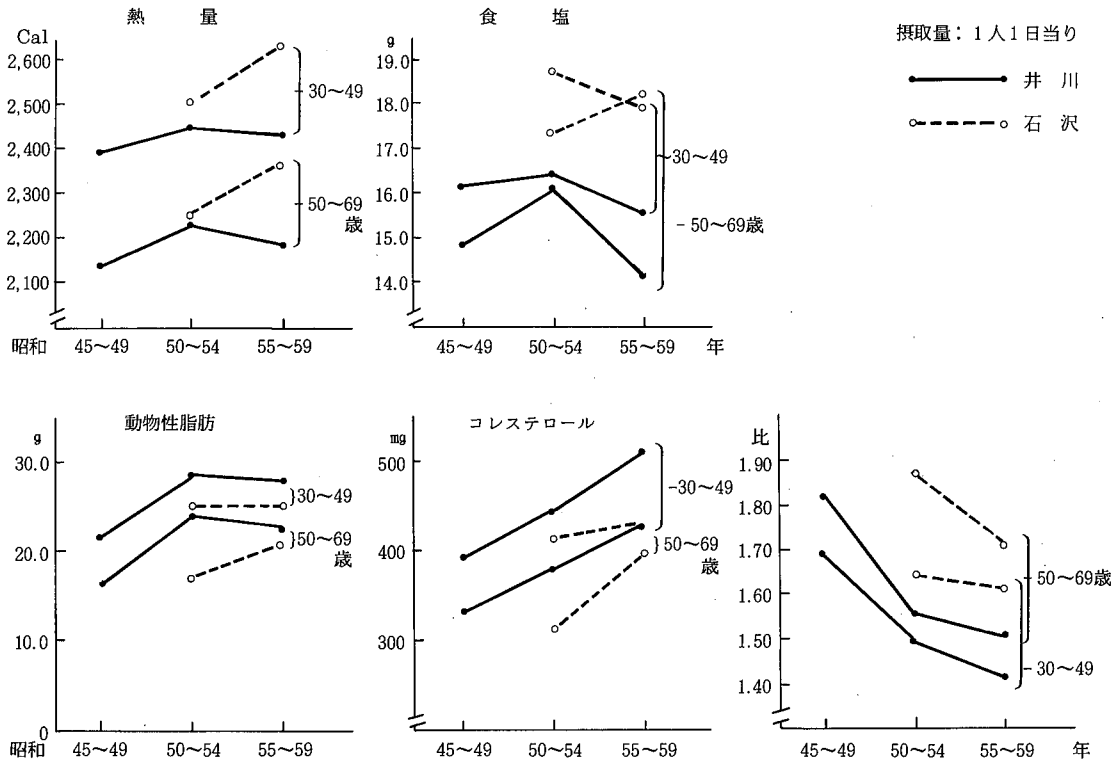 熱 量
Cal
2,600
2,500
2,400
2,300
2,200
2,100
30～49
50～69
歳
昭和
45～49
50～54
55～59
食 塩
g
19.0
18.0
17.0
16.0
15.0
14.0
30～49
50～69歳
45～49
50～54
55～59
年
摂取量: 1人1日当り
井 川
石 沢
動物性脂肪
g
30.0
20.0
10.0
0
30～49
50～69
歳
昭和
45～49
50～54
55～59
コレステロール
mg
500
400
300
30～49
50～69
歳
45～49
50～54
55～59
比
1.90
1.80
1.70
1.60
1.50
1.40
50～69歳
30～49
45～49
50～54
55～59
年